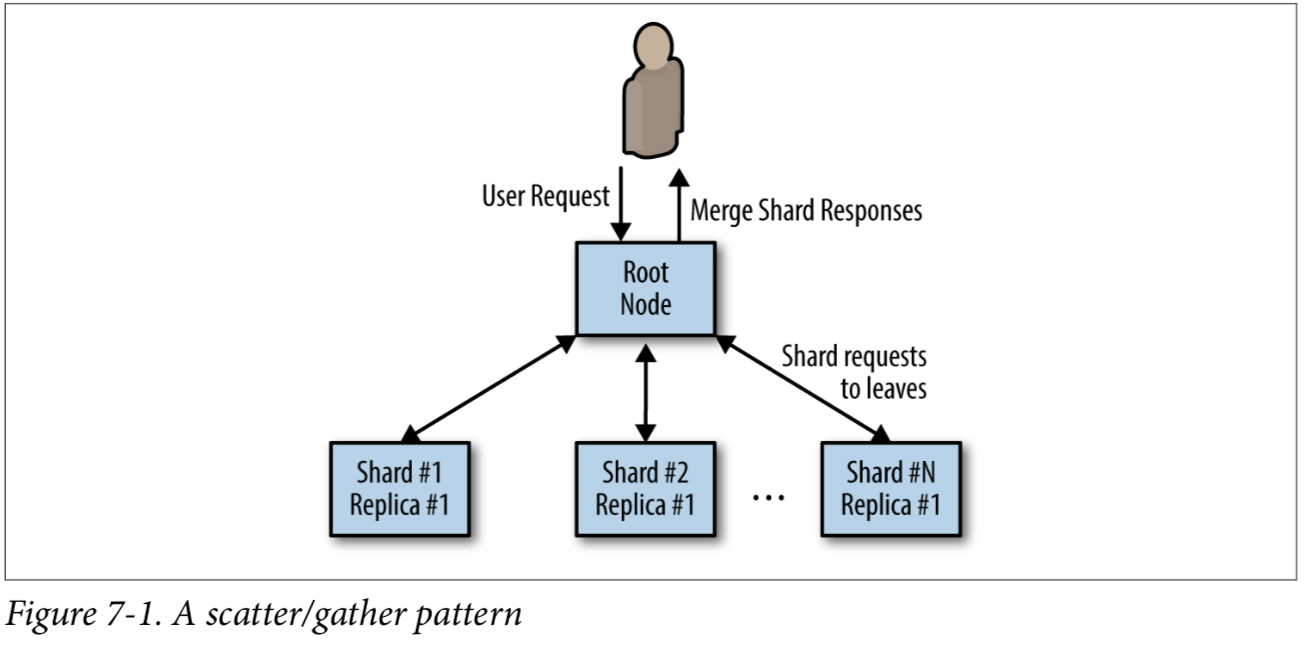 User Request
Merge Shard Responses
Root
Node
Shard requests
to leaves
Shard #1
Replica #1
Shard #2
Replica #1
...
Shard #N
Replica #1
Figure 7-1. A scatter/gather pattern